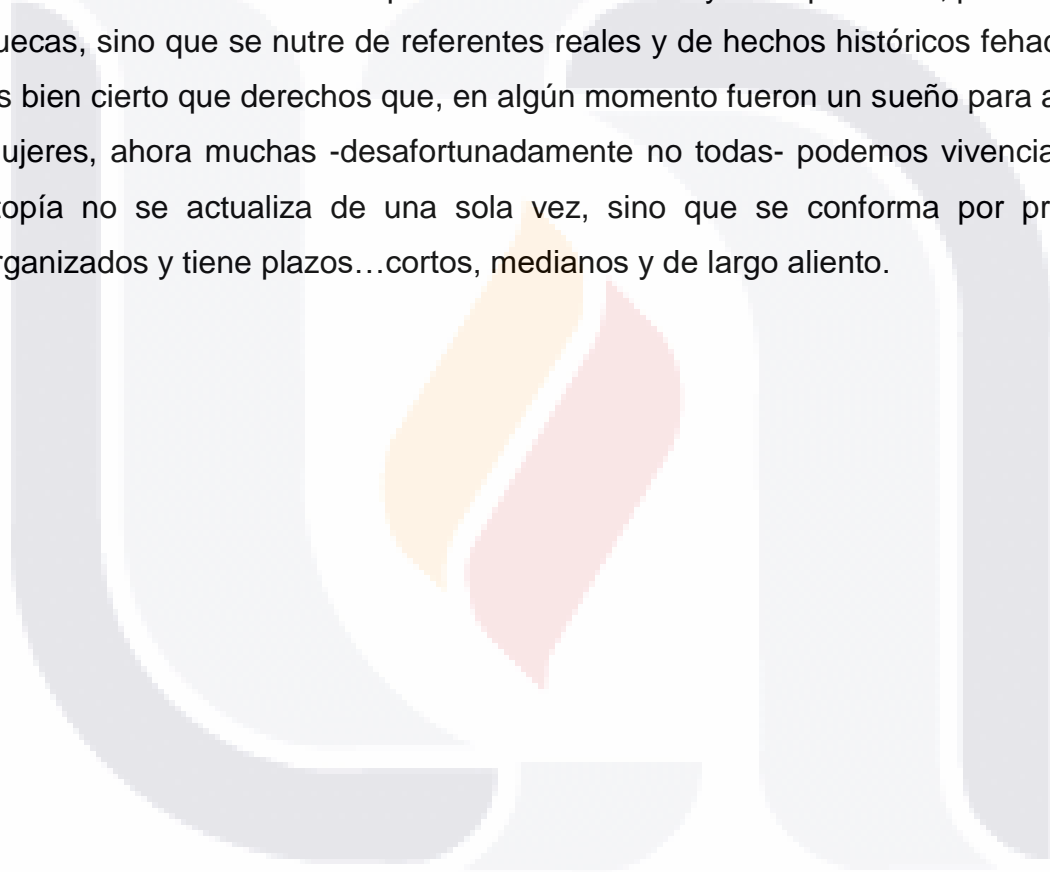 uecas, sino que se nutre de referentes reales y de hechos históricos fehac
s bien cierto que derechos que, en algún momento fueron un sueño para a
ujeres, ahora muchas -desafortunadamente no todas- podemos vivencia
topía no se actualiza de una sola vez, sino que se conforma por pr
rganizados y tiene plazos…cortos, medianos y de largo aliento.